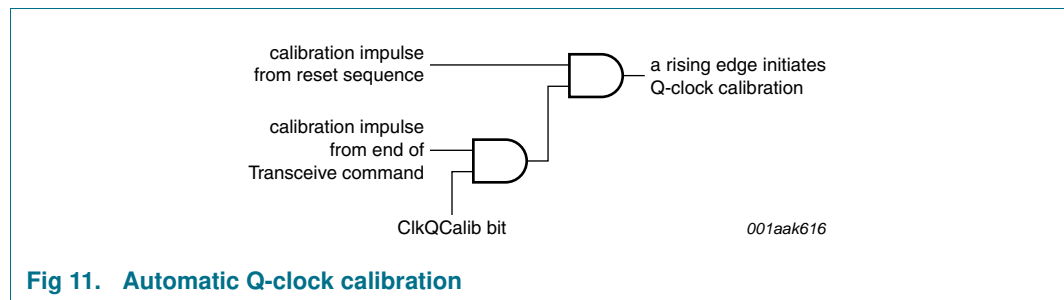 calibration impulse
from reset sequence
a rising edge initiates
Q-clock calibration
calibration impulse
from end of
Transceive command
ClkQCalib bit
001aak616
Fig 11. Automatic Q-clock calibration